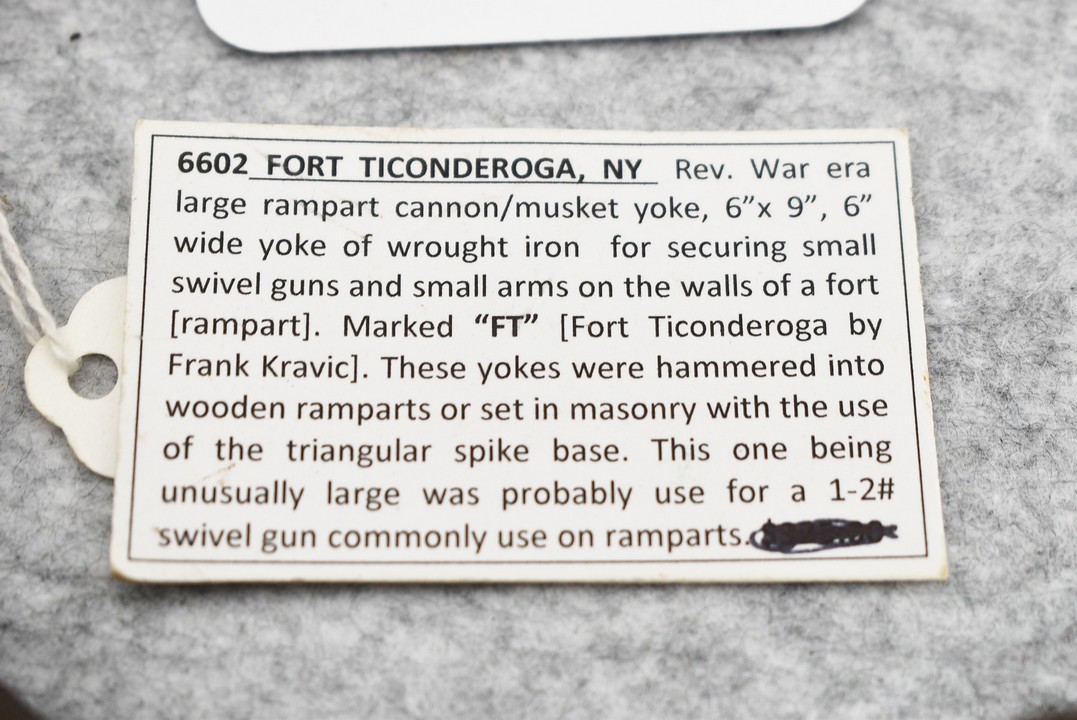 6602 FORT TICONDEROGA, NY Rev. War era
large rampart cannon/musket yoke, 6”x 9”, 6”
wide yoke of wrought iron for securing small
swivel guns and small arms on the walls of a fort
[rampart]. Marked “FT” [Fort Ticonderoga by
Frank Kravic]. These yokes were hammered into
wooden ramparts or set in masonry with the use
of the triangular spike base. This one being
unusually large was probably use for a 1-2#
swivel gun commonly use on ramparts.